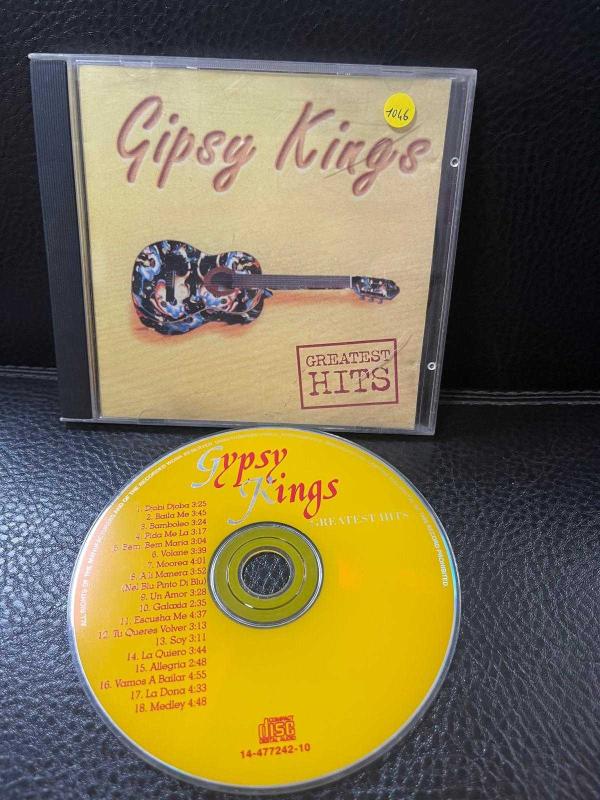 Gipsy Kings
1046
GREATEST
HITS
Gypsy
Kings
GREATEST HITS
1. Djobi Djoba 3:25
2. Baila Me 3:45
3. Bamboleo 3:24
4. Pida Me La 3:17
5. Bem, Bem Maria 3:04
6. Volane 3:39
7. Moorea 4:01
8. A li Manera 3:52
(Nel Blu Pinto Di Blu)
9. Un Amor 3:28
10. Galaxia 2:35
11. Escusha Me 4:37
12. Tu Queres Volver 3:13
13. Soy 3:11
14. La Quiero 3:44
15. Allegria 2:48
16. Vamos A Bailar 4:55
17. La Dona 4:33
18. Medley 4:48
COMPACT
disc
DIGITAL AUDIO
14-477242-10